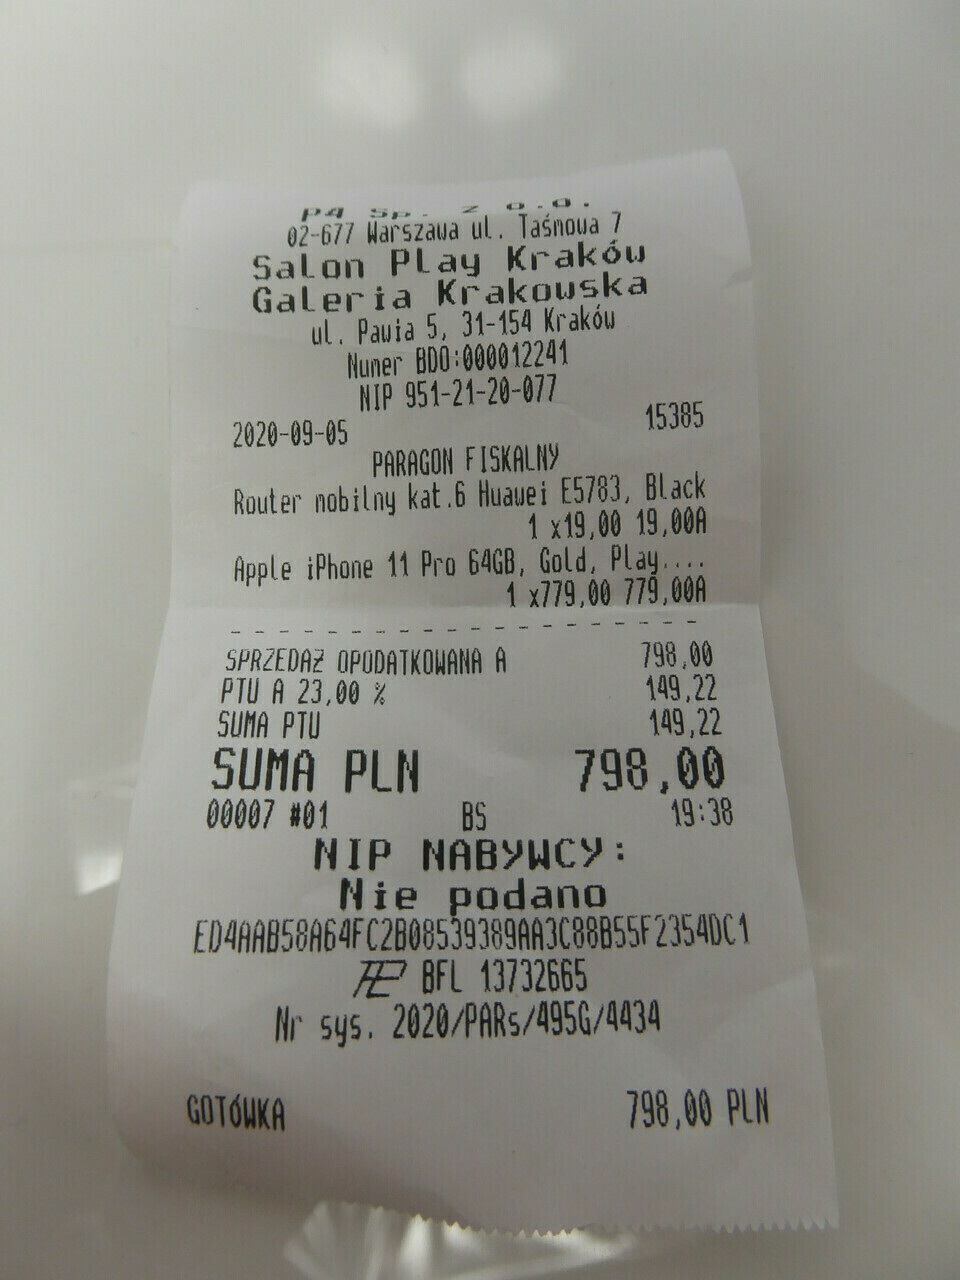 P4 Sp. z o.o.
02-677 Warszawa ul. Taśmowa 7
Salon Play Kraków
Galeria Krakowska
ul. Pawia 5, 31-154 Kraków
Numer BDO:000012241
NIP 951-21-20-077
2020-09-05 15385
PARAGON FISKALNY
Router mobilny kat.6 Huawei E5783, Black
1 x19,00 19,00A
Apple iPhone 11 Pro 64GB, Gold, Play....
1 x779,00 779,00A
SPRZEDAŻ OPODATKOWANA A 798,00
PTU A 23,00 % 149,22
SUMA PTU 149,22
SUMA PLN 798,00
00007 #01 BS 19:38
NIP NABYWCY:
Nie podano
ED4AAB58A64FC2B08539389AA3C88B55F2354DC1
BFL 13732665
Nr sys. 2020/PARs/495G/4434
GOTÓWKA 798,00 PLN